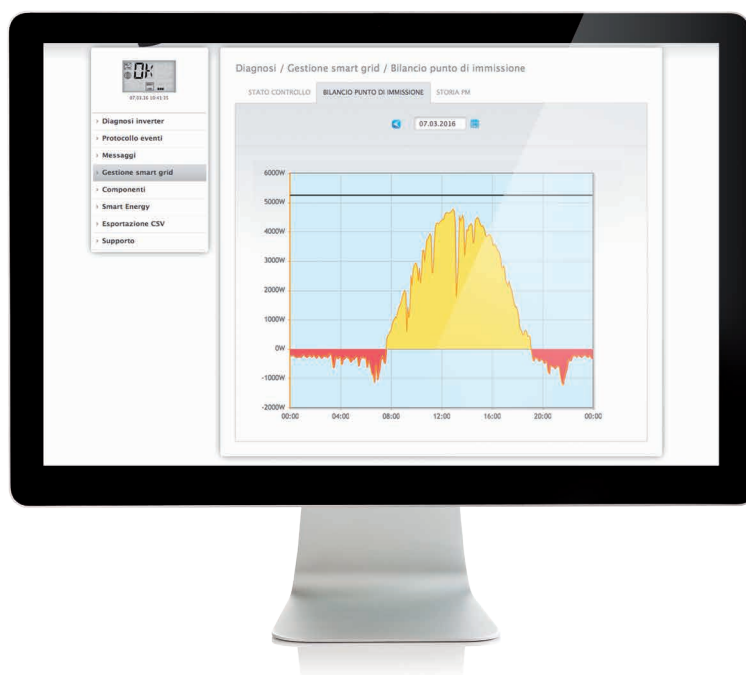 OK
07.03.16 10:41:35
› Diagnosi inverter
› Protocollo eventi
› Messaggi
› Gestione smart grid
› Componenti
› Smart Energy
› Esportazione CSV
› Supporto
Diagnosi / Gestione smart grid / Bilancio punto di immissione
STATO CONTROLLO BILANCIO PUNTO DI IMMISSIONE STORIA PM
07.03.2016
6000W
5000W
4000W
3000W
2000W
1000W
0W
-1000W
-2000W
00:00 04:00 08:00 12:00 16:00 20:00 00:00